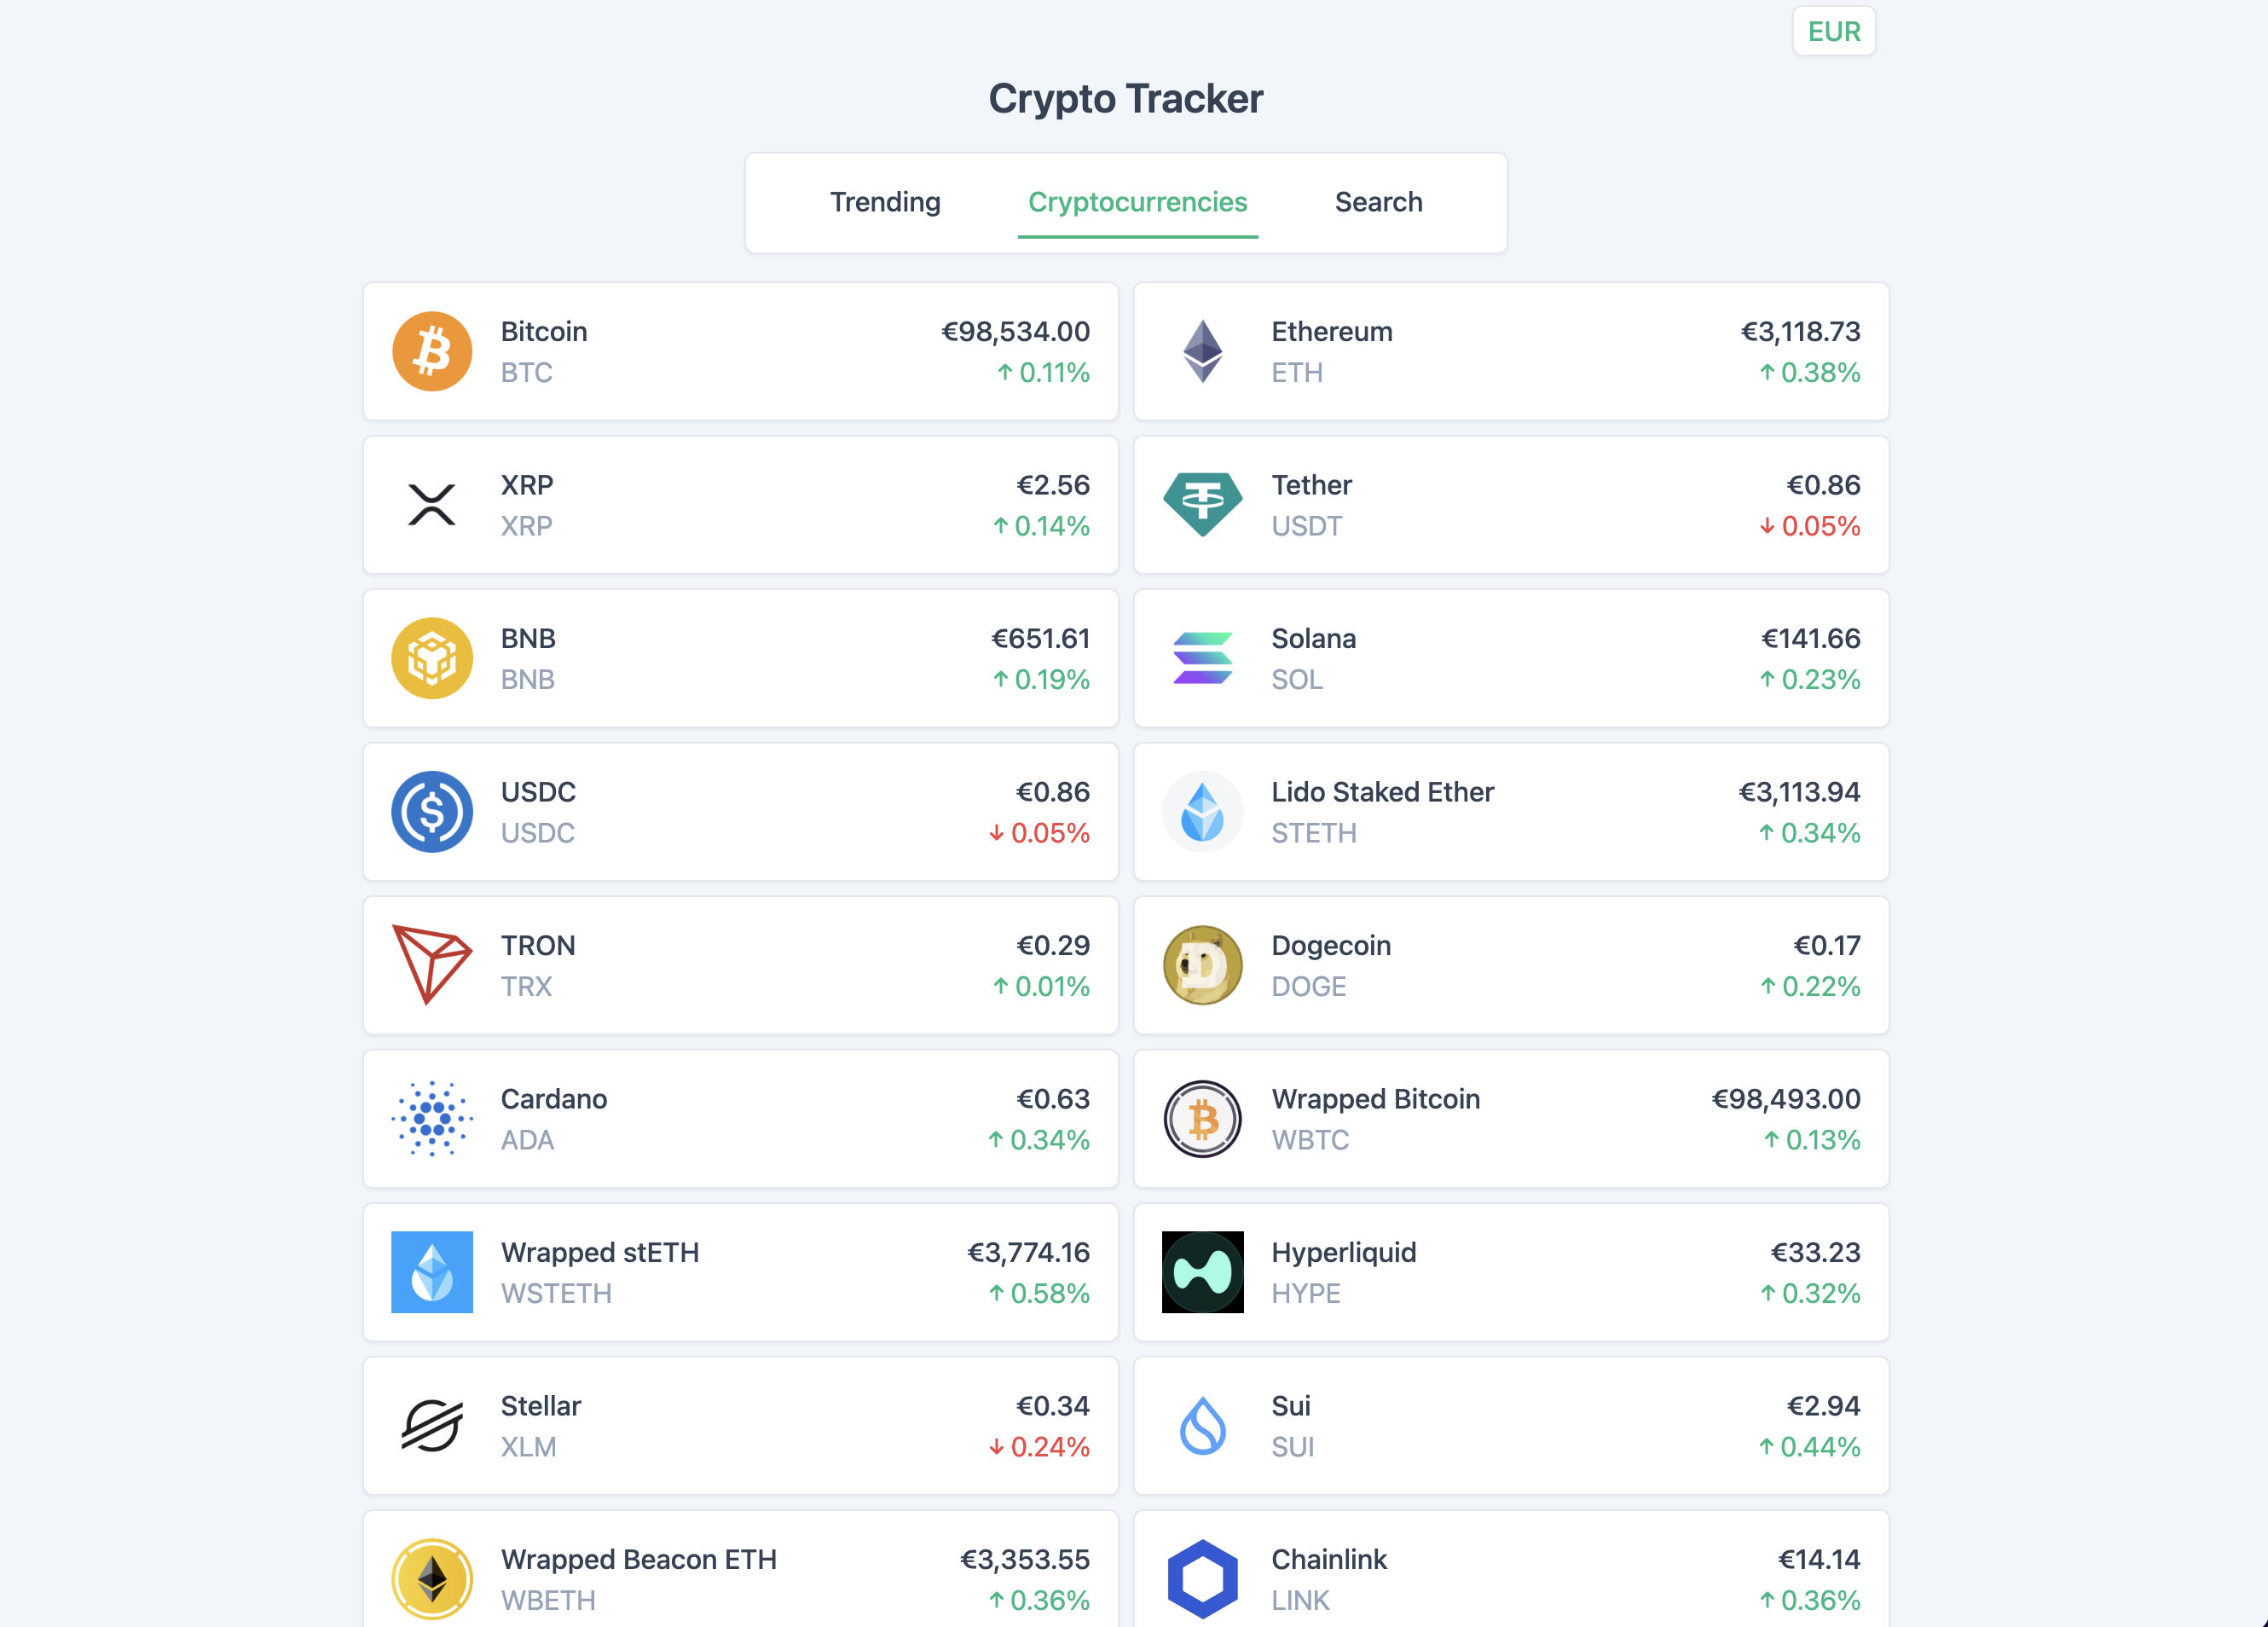 EUR
Crypto Tracker
Trending Cryptocurrencies Search
Bitcoin €98,534.00
BTC ↑ 0.11%
Ethereum €3,118.73
ETH ↑ 0.38%
XRP €2.56
XRP ↑ 0.14%
Tether €0.86
USDT ↓ 0.05%
BNB €651.61
BNB ↑ 0.19%
Solana €141.66
SOL ↑ 0.23%
USDC €0.86
USDC ↓ 0.05%
Lido Staked Ether €3,113.94
STETH ↑ 0.34%
TRON €0.29
TRX ↑ 0.01%
Dogecoin €0.17
DOGE ↑ 0.22%
Cardano €0.63
ADA ↑ 0.34%
Wrapped Bitcoin €98,493.00
WBTC ↑ 0.13%
Wrapped stETH €3,774.16
WSTETH ↑ 0.58%
Hyperliquid €33.23
HYPE ↑ 0.32%
Stellar €0.34
XLM ↓ 0.24%
Sui €2.94
SUI ↑ 0.44%
Wrapped Beacon ETH €3,353.55
WBETH ↑ 0.36%
Chainlink €14.14
LINK ↑ 0.36%